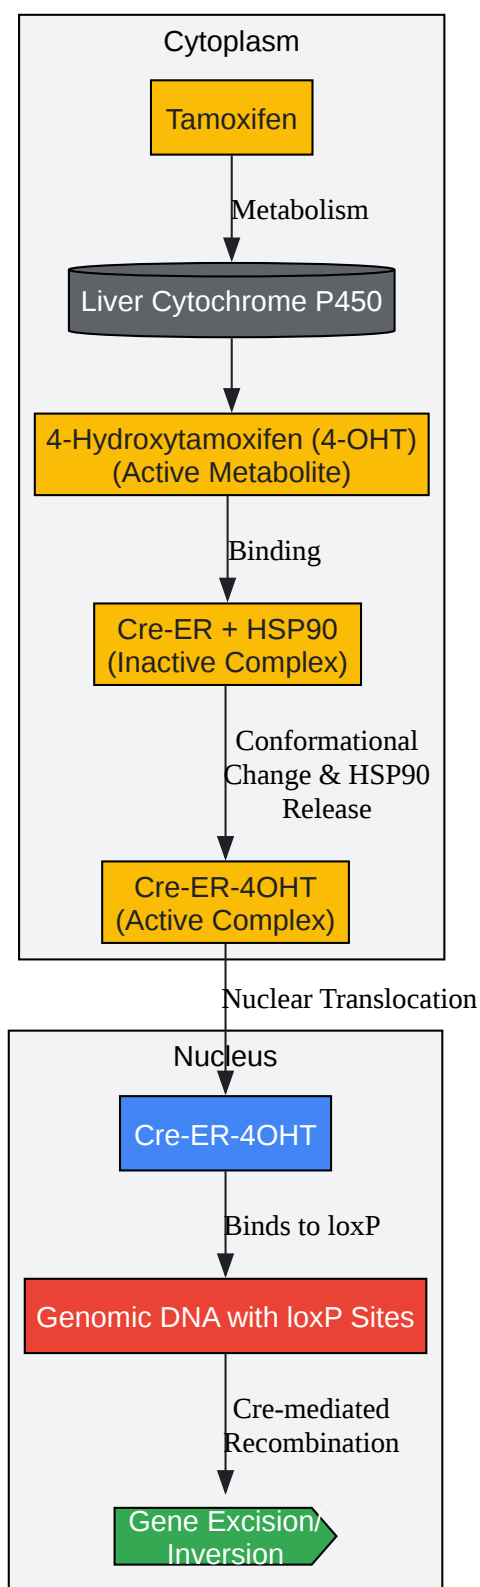 Cytoplasm
Tamoxifen
Metabolism
Liver Cytochrome P450
4-Hydroxytamoxifen (4-OHT)
(Active Metabolite)
Binding
Cre-ER + HSP90
(Inactive Complex)
Conformational
Change & HSP90
Release
Cre-ER-4OHT
(Active Complex)
Nuclear Translocation
Nucleus
Cre-ER-4OHT
Binds to loxP
Genomic DNA with loxP Sites
Cre-mediated
Recombination
Gene Excision/
Inversion